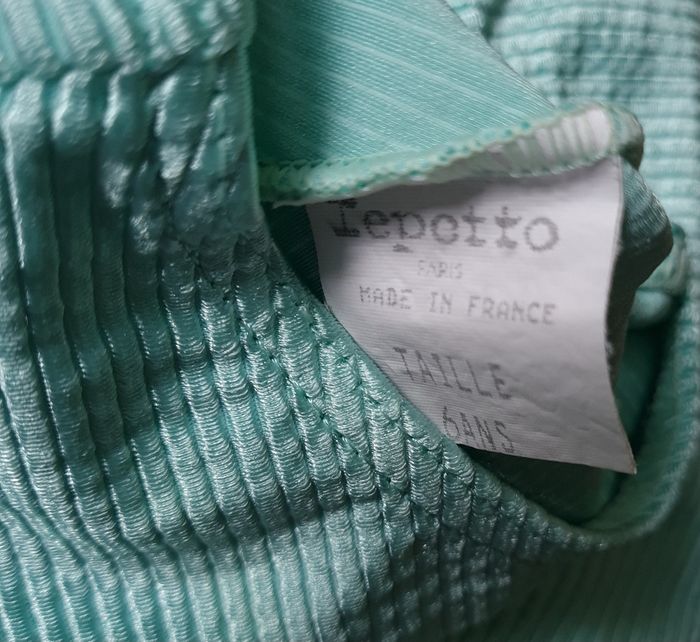 repetto
PARIS
MADE IN FRANCE
TAILLE
6ANS